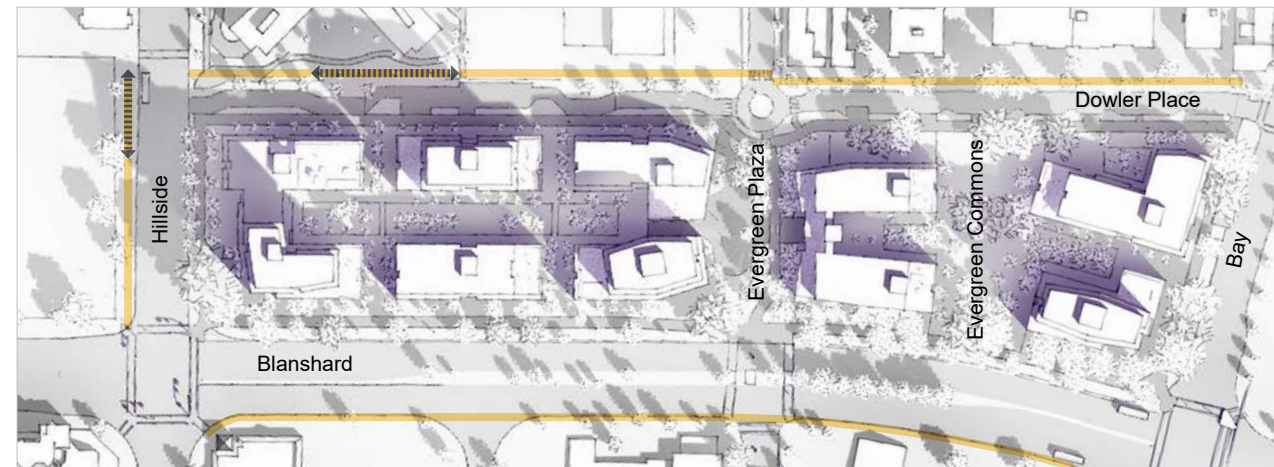 Dowler Place
Hillside
Evergreen Plaza
Evergreen Commons
Bay
Blanshard